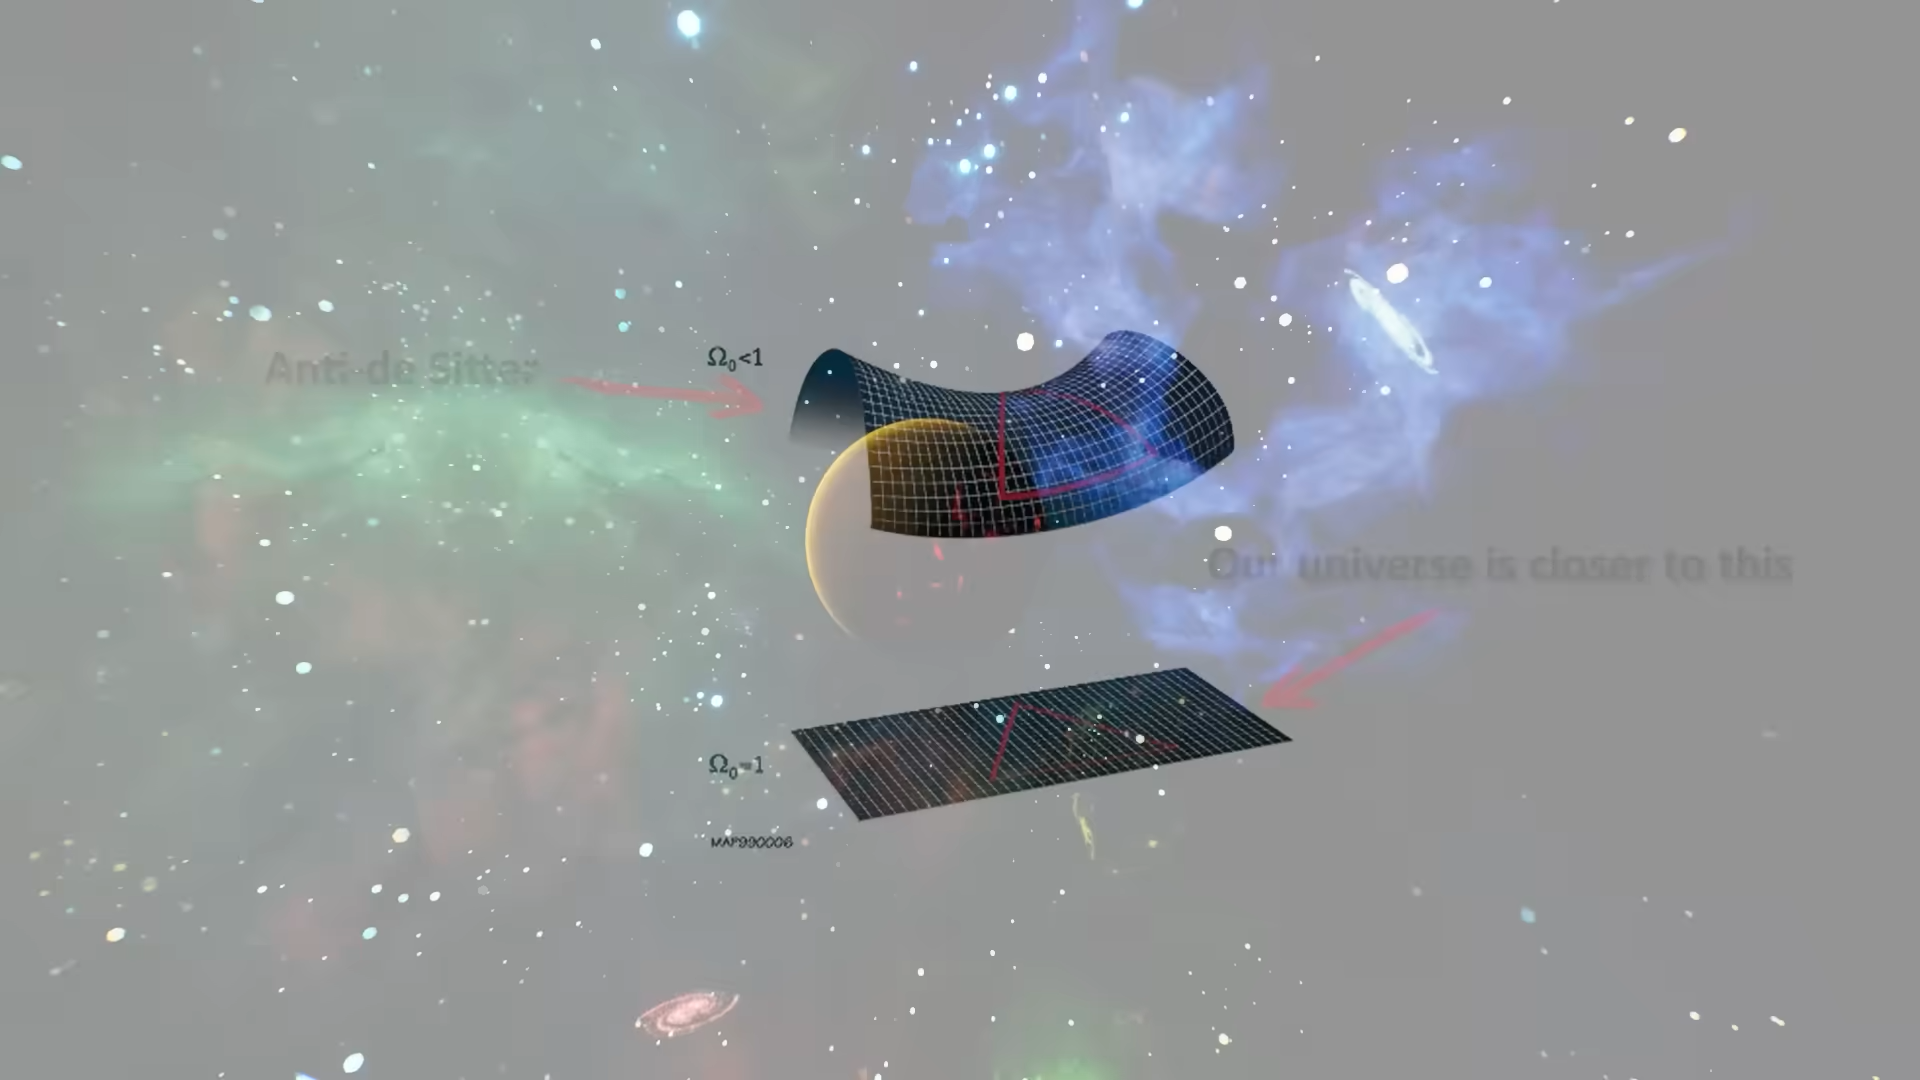 Anti-de Sitter
Ω₀<1
Our universe is closer to this
Ω₀=1
MAP990006